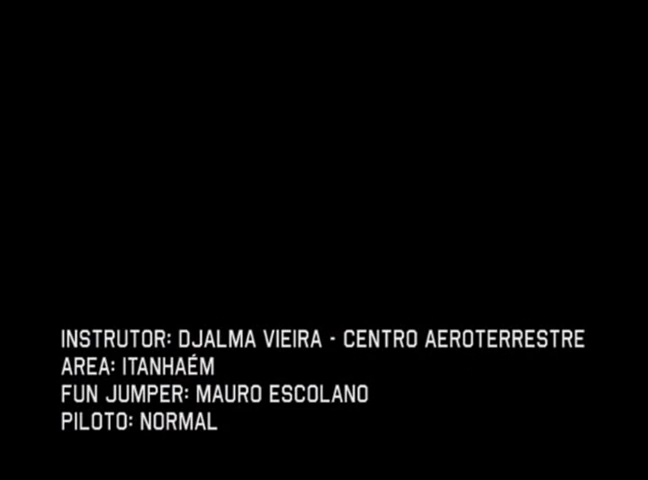 INSTRUTOR: DJALMA VIEIRA - CENTRO AEROTERRESTRE
AREA: ITANHAÉM
FUN JUMPER: MAURO ESCOLANO
PILOTO: NORMAL